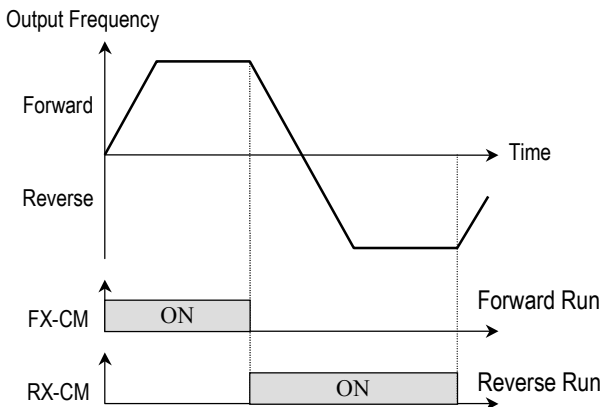 Output Frequency
Forward
Time
Reverse
FX-CM
ON
Forward Run
RX-CM
ON
Reverse Run